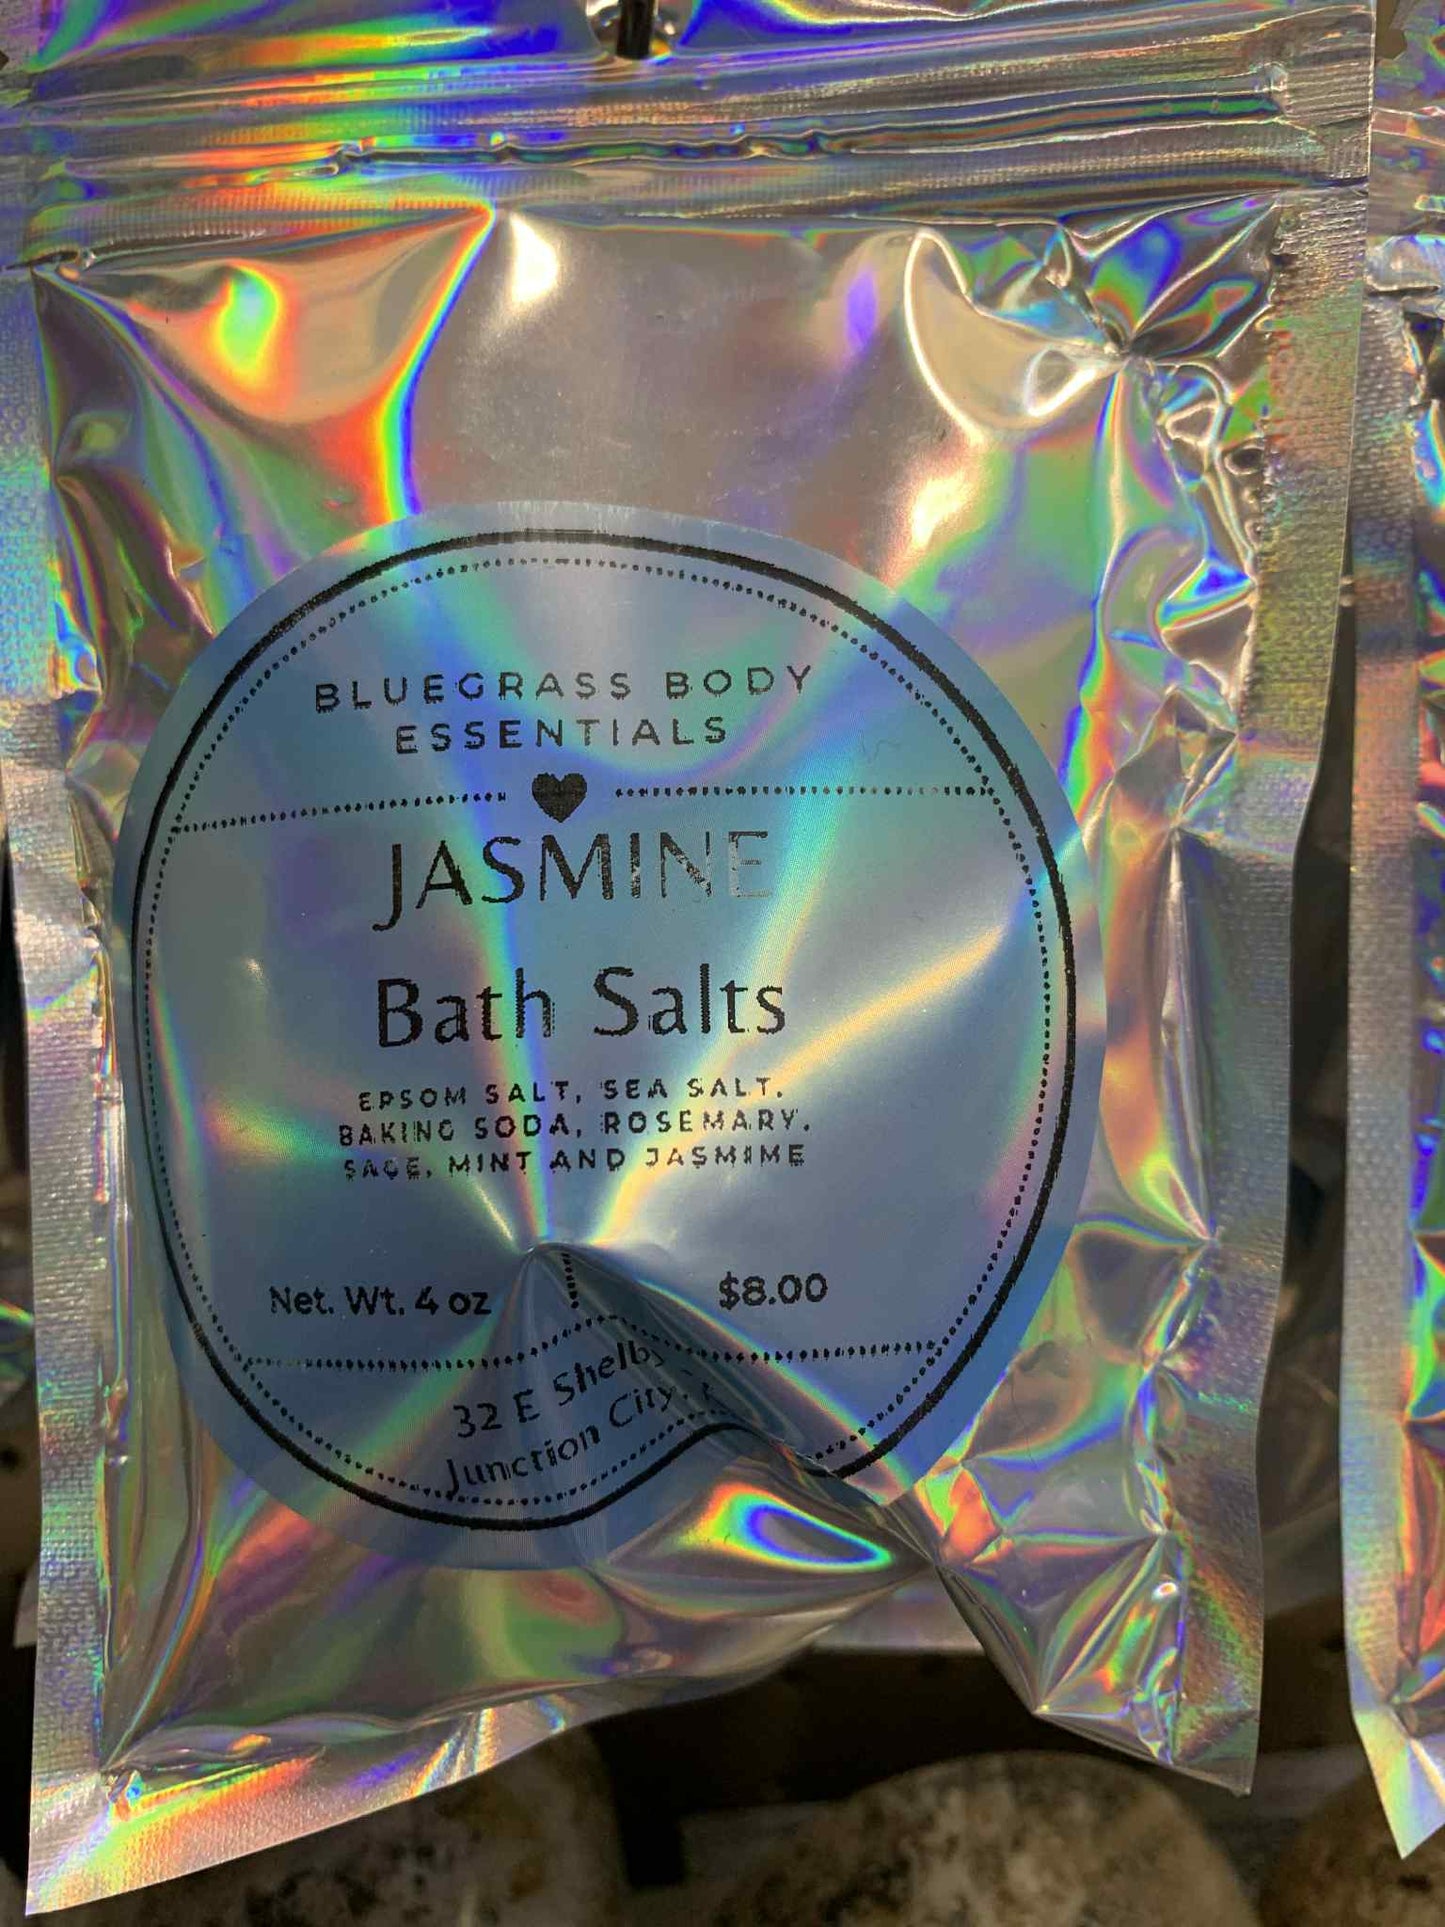 BLUEGRASS BODY
ESSENTIALS
JASMINE
Bath Salts
EPSOM SALT, SEA SALT,
BAKING SODA, ROSEMARY,
SAGE, MINT AND JASMIME
Net. Wt. 4 oz
$8.00
32 E Shelby
Junction City,